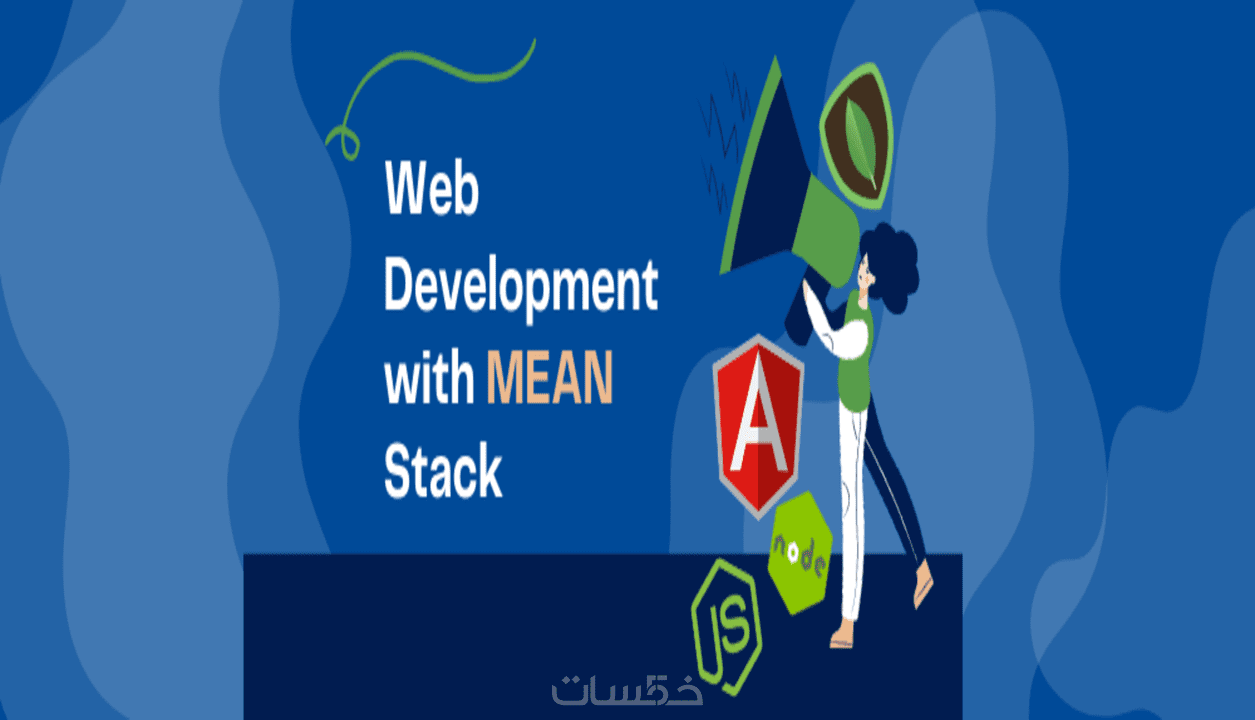 Web
Development
with MEAN
Stack
A
node
JS
خمسات